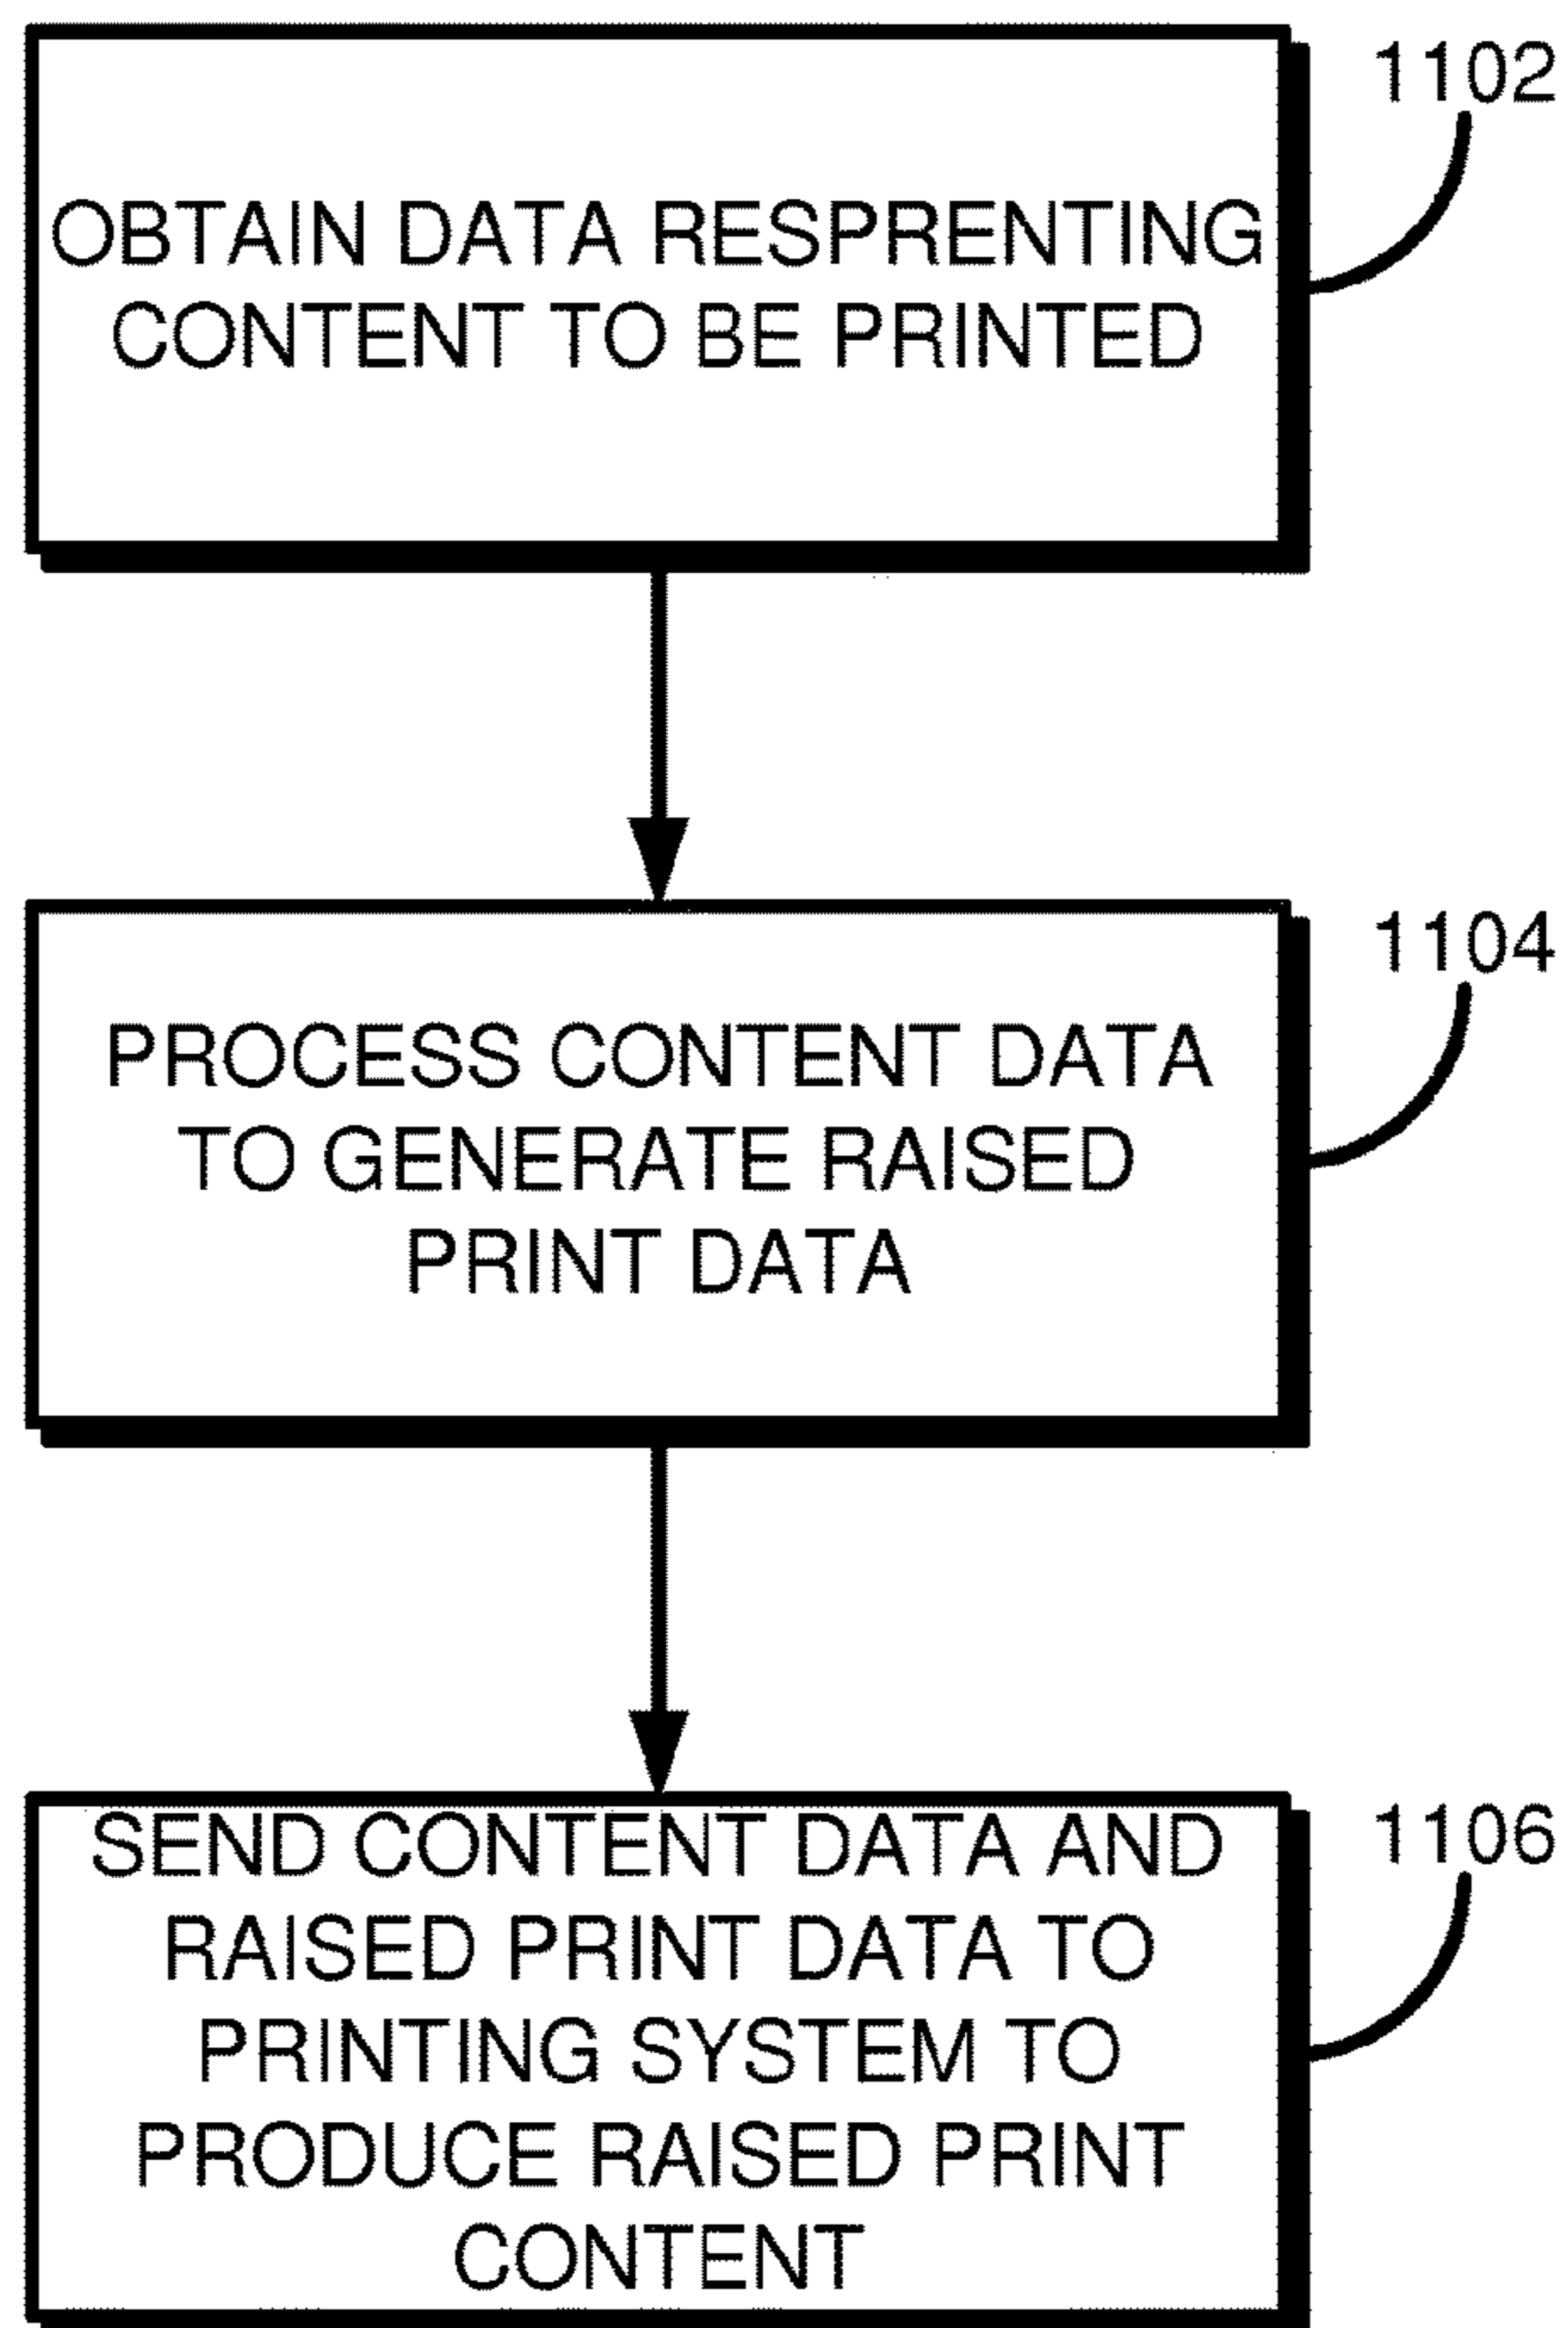 1102
OBTAIN DATA RESPRENTING
CONTENT TO BE PRINTED
1104
PROCESS CONTENT DATA
TO GENERATE RAISED
PRINT DATA
1106
SEND CONTENT DATA AND
RAISED PRINT DATA TO
PRINTING SYSTEM TO
PRODUCE RAISED PRINT
CONTENT